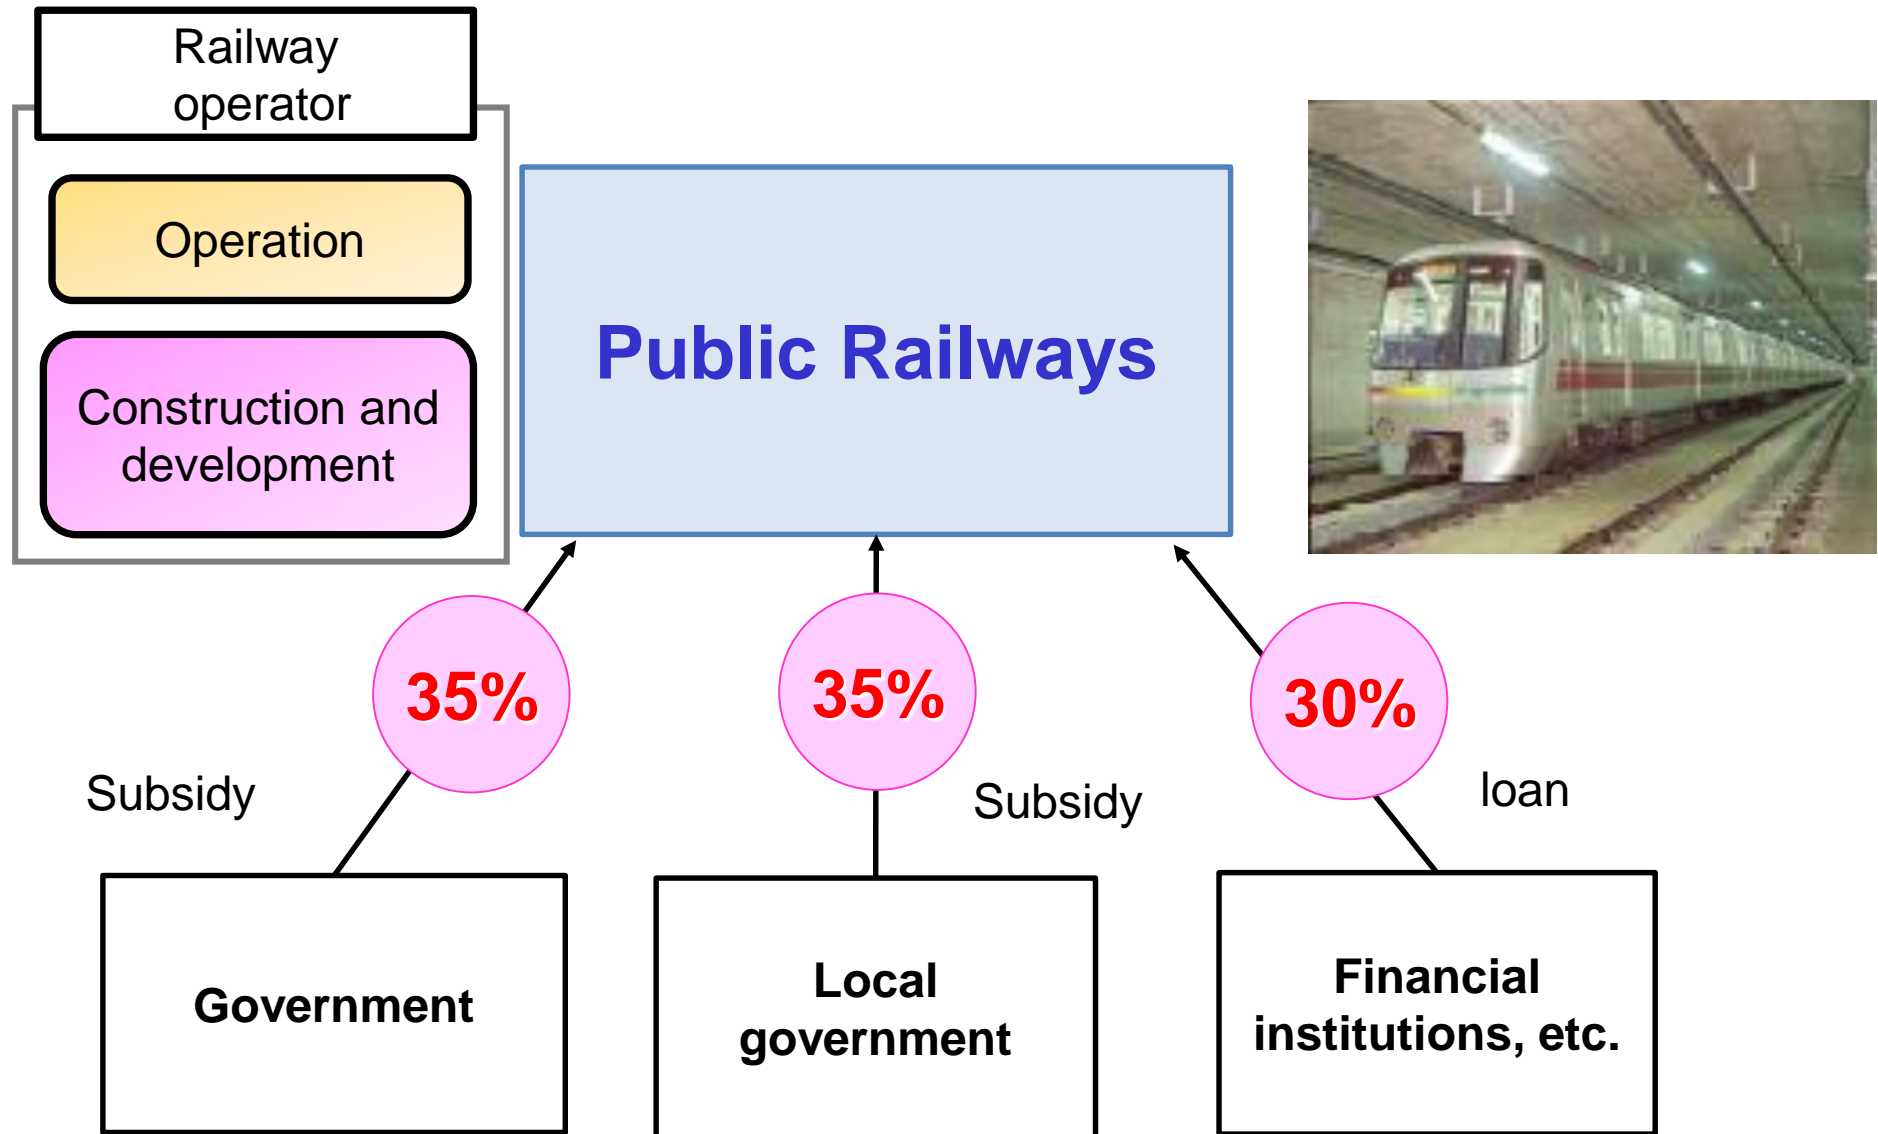 Railway
operator
Operation
Construction and
development
Public Railways
35%
35%
30%
Subsidy
Subsidy
loan
Government
Local
government
Financial
institutions, etc.